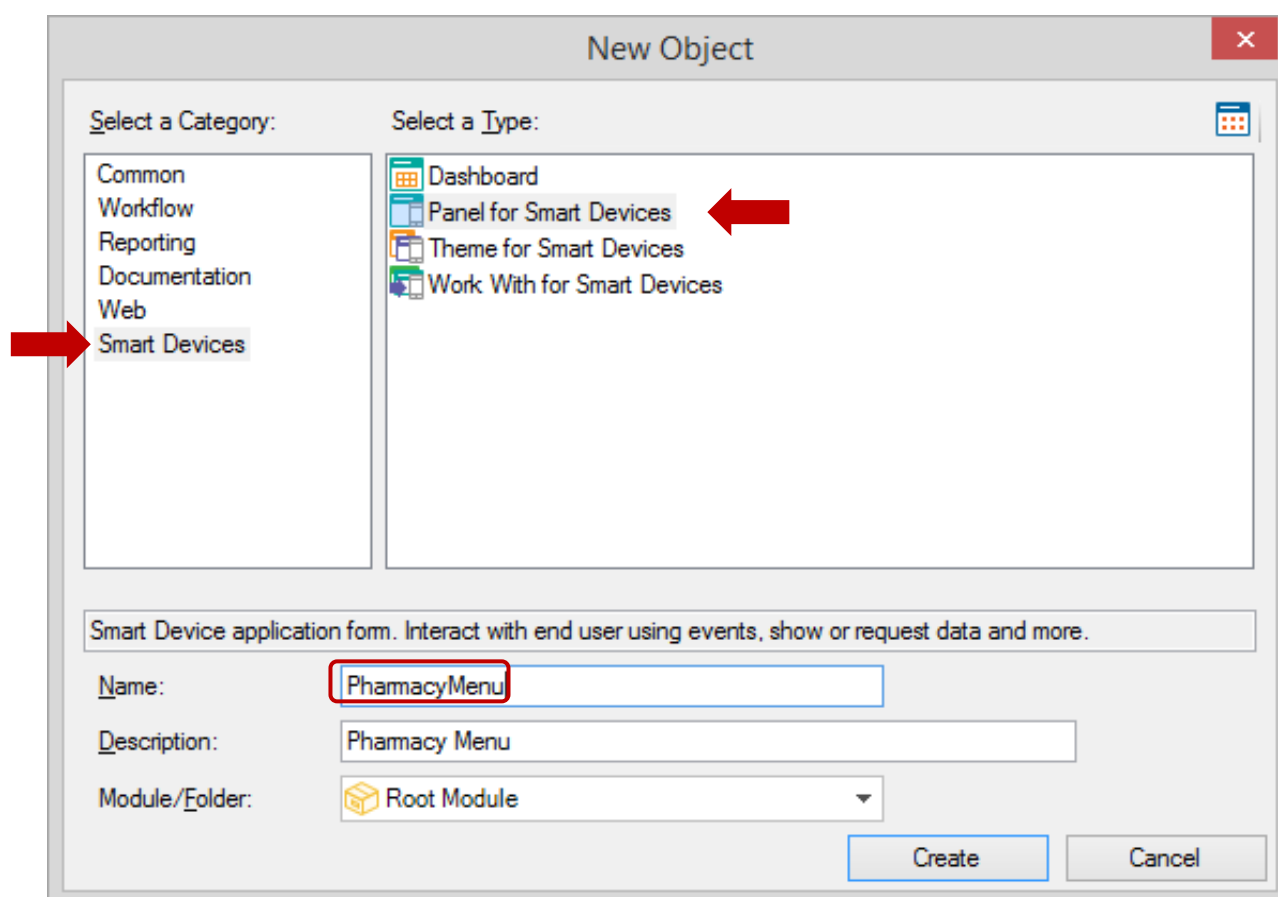 New Object
Select a Category:
Select a Type:
Common
Workflow
Reporting
Documentation
Web
Smart Devices
Dashboard
Panel for Smart Devices
Theme for Smart Devices
Work With for Smart Devices
Smart Device application form. Interact with end user using events, show or request data and more.
Name:
PharmacyMenu
Description:
Pharmacy Menu
Module/Folder:
Root Module
Create
Cancel